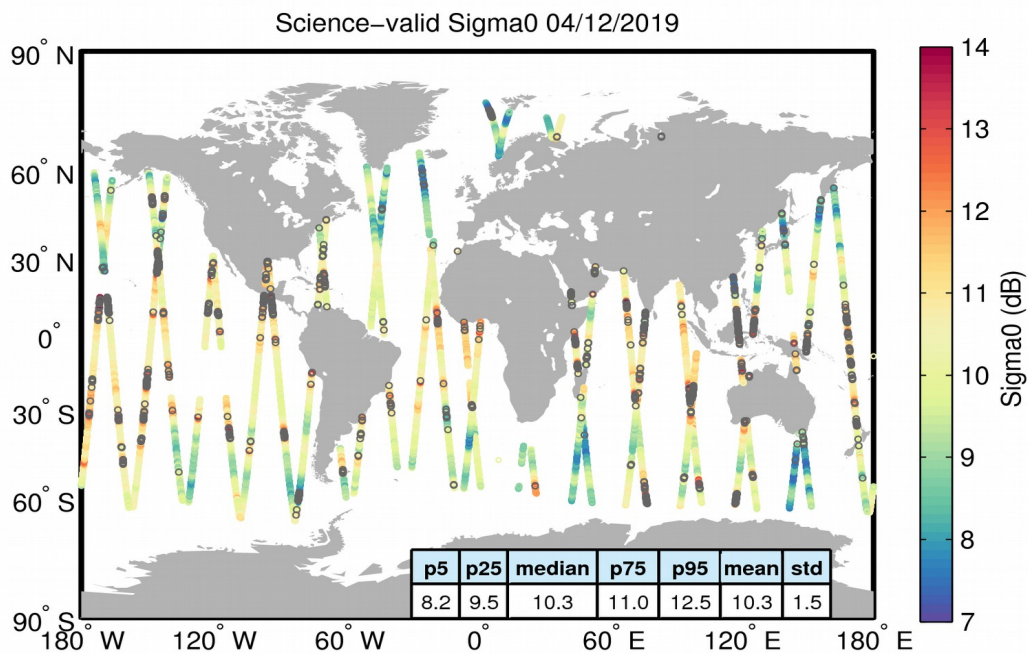 Science−valid Sigma0 04/12/2019
90° N
60° N
30° N
0°
30° S
60° S
90° S
180° W
120° W
60° W
0°
60° E
120° E
180° E
p5 p25 median p75 p95 mean std
8.2 9.5 10.3 11.0 12.5 10.3 1.5
14
13
12
11
10
9
8
7
Sigma0 (dB)